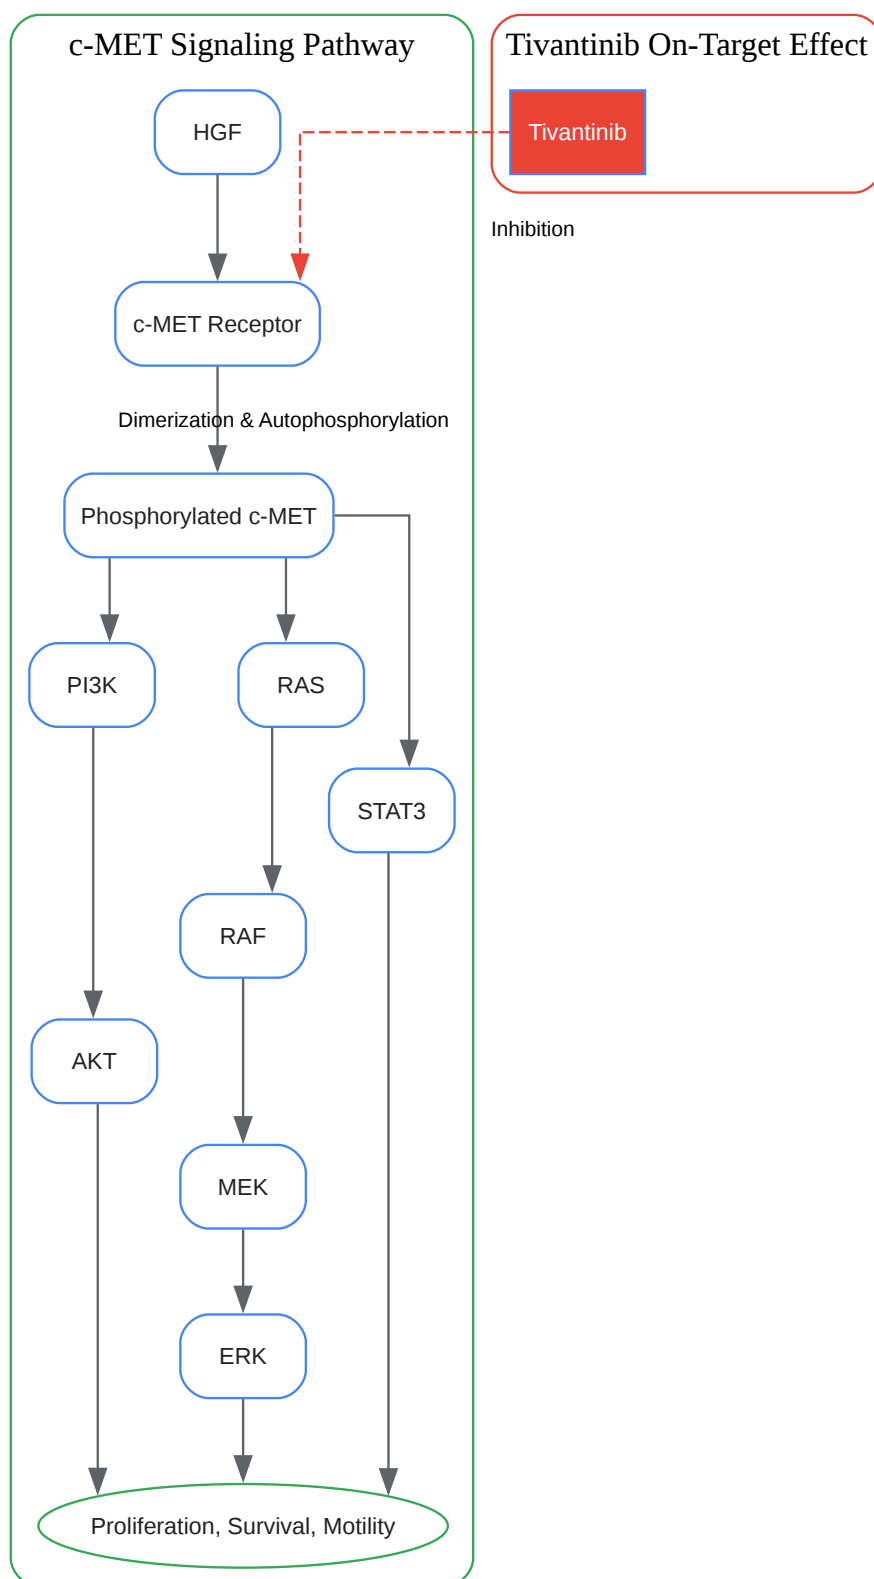 c-MET Signaling Pathway
Tivantinib On-Target Effect
HGF
Tivantinib
Inhibition
c-MET Receptor
Dimerization & Autophosphorylation
Phosphorylated c-MET
PI3K
RAS
STAT3
RAF
AKT
MEK
ERK
Proliferation, Survival, Motility